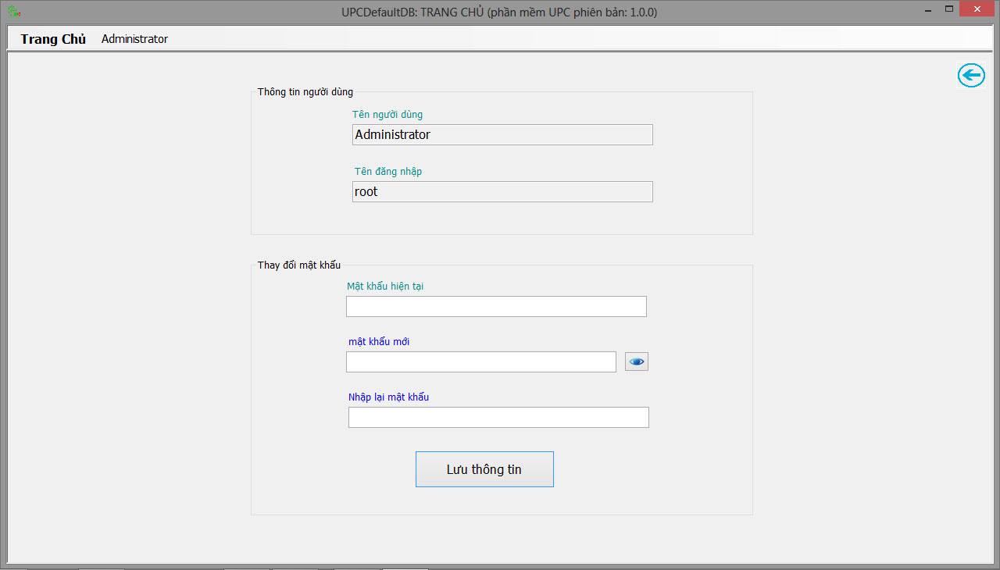 UPCDefaultDB: TRANG CHỦ (phần mềm UPC phiên bản: 1.0.0)
Trang Chủ Administrator
Thông tin người dùng
Tên người dùng
Administrator
Tên đăng nhập
root
Thay đổi mật khẩu
Mật khẩu hiện tại
mật khẩu mới
Nhập lại mật khẩu
Lưu thông tin